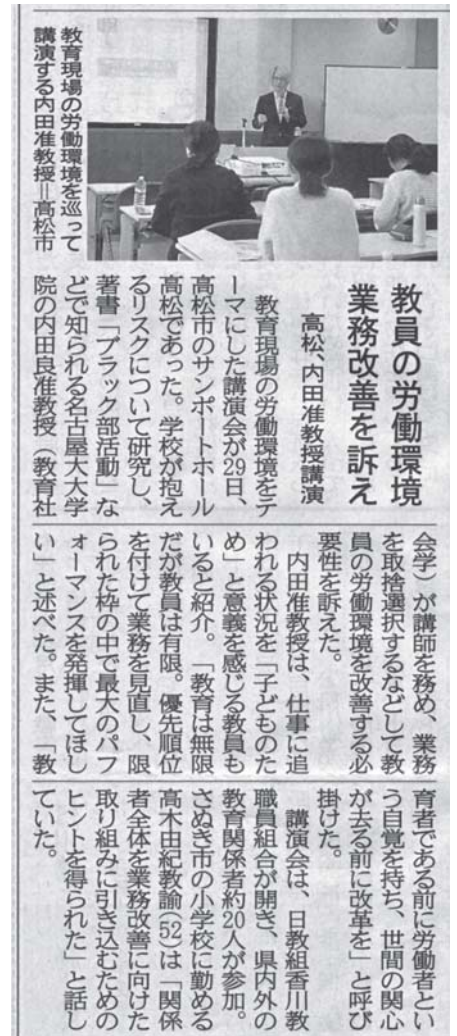 教育現場の労働環境を巡って
講演する内田准教授＝高松市
教員の労働環境
業務改善を訴え
高松、内田准教授講演
教育現場の労働環境をテ
ーマにした講演会が29日、
高松市のサンポートホール
高松であった。学校が抱え
るリスクについて研究し、
著書「ブラック部活動」な
どで知られる名古屋大大学
院の内田良准教授（教育社
会学）が講師を務め、業務
を取捨選択するなどして教
員の労働環境を改善する必
要性を訴えた。
内田准教授は、仕事に追
われる状況を「子どものた
め」と意義を感じる教員も
いると紹介。「教育は無限
だが教員は有限。優先順位
を付けて業務を見直し、限
られた枠の中で最大のパフ
ォーマンスを発揮してほし
い」と述べた。また、「教
育者である前に労働者とい
う自覚を持ち、世間の関心
が去る前に改革を」と呼び
掛けた。
講演会は、日教組香川教
職員組合が開き、県内外の
教育関係者約20人が参加。
さぬき市の小学校に勤める
高木由紀教諭(52)は「関係
者全体を業務改善に向けた
取り組みに引き込むための
ヒントを得られた」と話し
ていた。